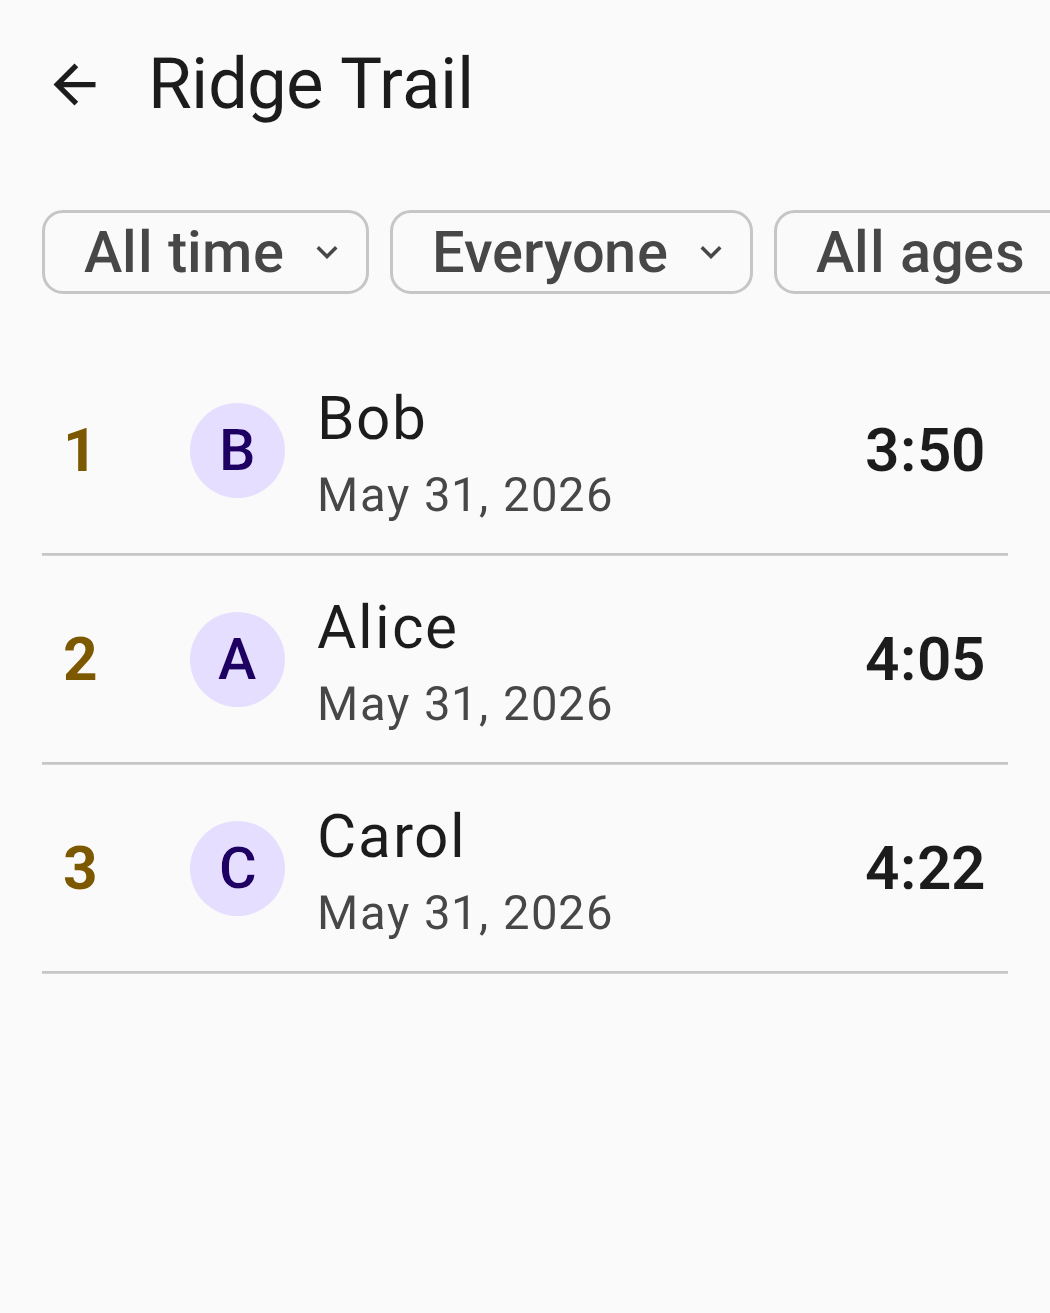 Ridge Trail
All time Everyone All ages
1 B Bob 3:50
May 31, 2026
2 A Alice 4:05
May 31, 2026
3 C Carol 4:22
May 31, 2026